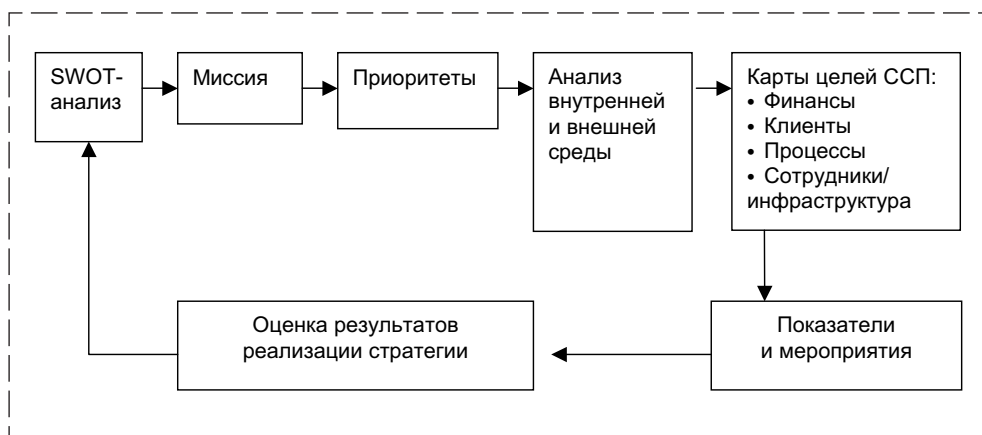 SWOT-
анализ
Миссия
Приоритеты
Анализ
внутренней
и внешней
среды
Карты целей ССП:
• Финансы
• Клиенты
• Процессы
• Сотрудники/
инфраструктура
Оценка результатов
реализации стратегии
Показатели
и мероприятия